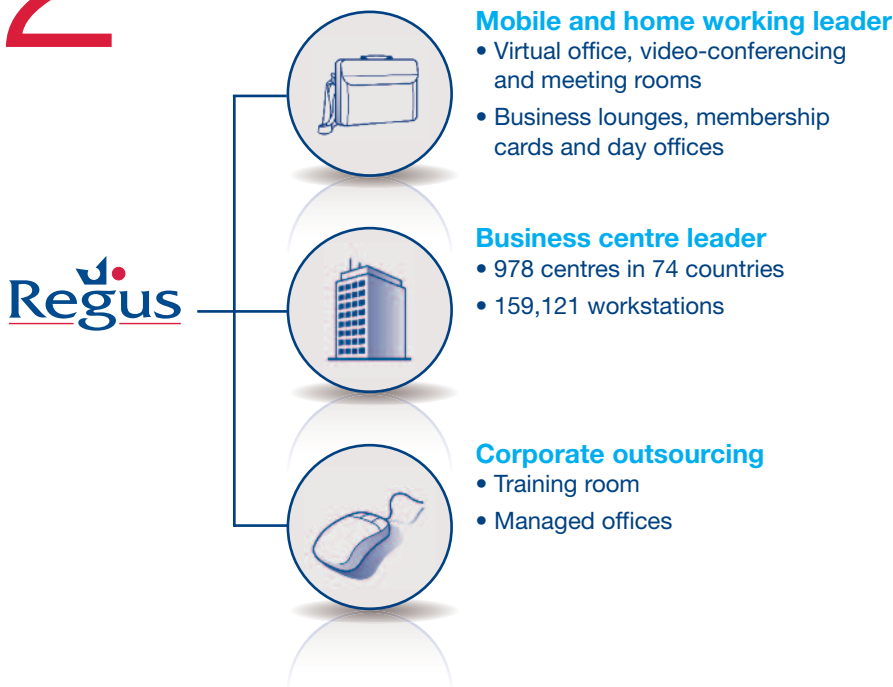 2
Mobile and home working leader
• Virtual office, video-conferencing
and meeting rooms
• Business lounges, membership
cards and day offices
Regus
Business centre leader
• 978 centres in 74 countries
• 159,121 workstations
Corporate outsourcing
• Training room
• Managed offices